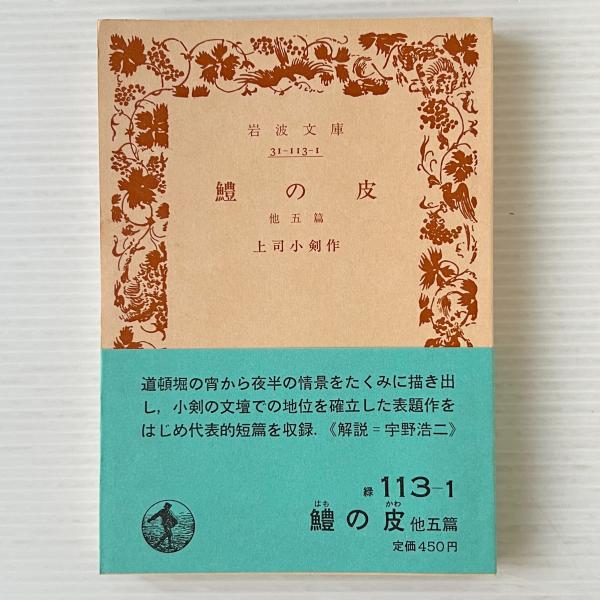 岩波文庫
31-113-1
鱧の皮
他五篇
上司小剣作
道頓堀の宵から夜半の情景をたくみに描き出
し，小剣の文壇での地位を確立した表題作を
はじめ代表的短篇を収録．《解説＝宇野浩二》
緑 113-1
はも かわ
鱧の皮 他五篇
定価450円